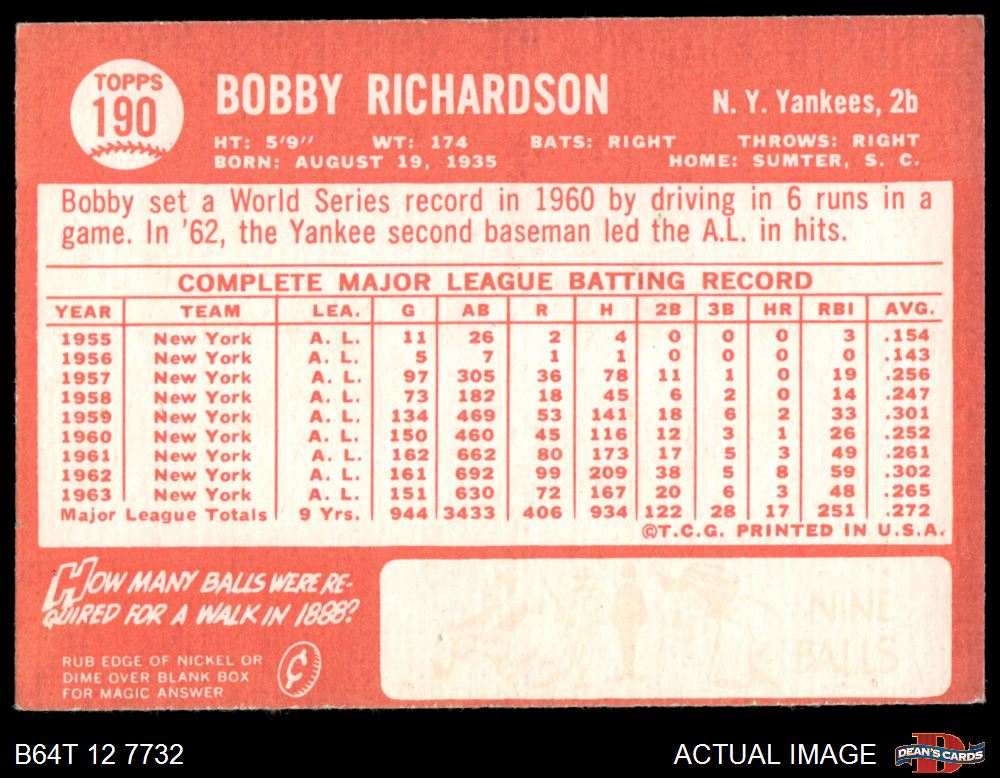 TOPPS
190
BOBBY RICHARDSON
N. Y. Yankees, 2b
HT: 5'9" WT: 174 BATS: RIGHT THROWS: RIGHT
BORN: AUGUST 19, 1935 HOME: SUMTER, S. C.
Bobby set a World Series record in 1960 by driving in 6 runs in a
game. In '62, the Yankee second baseman led the A.L. in hits.
COMPLETE MAJOR LEAGUE BATTING RECORD
YEAR TEAM LEA. G AB R H 2B 3B HR RBI AVG.
1955 New York A. L. 11 26 2 4 0 0 0 3 .154
1956 New York A. L. 5 7 1 1 0 0 0 0 .143
1957 New York A. L. 97 305 36 78 11 1 0 19 .256
1958 New York A. L. 73 182 18 45 6 2 0 14 .247
1959 New York A. L. 134 469 53 141 18 6 2 33 .301
1960 New York A. L. 150 460 45 116 12 3 1 26 .252
1961 New York A. L. 162 662 80 173 17 5 3 49 .261
1962 New York A. L. 161 692 99 209 38 5 8 59 .302
1963 New York A. L. 151 630 72 167 20 6 3 48 .265
Major League Totals 9 Yrs. 944 3433 406 934 122 28 17 251 .272
©T.C.G. PRINTED IN U.S.A.
HOW MANY BALLS WERE RE-
QUIRED FOR A WALK IN 1888?
RUB EDGE OF NICKEL OR
DIME OVER BLANK BOX
FOR MAGIC ANSWER
¢
NINE
BALLS
B64T 12 7732
ACTUAL IMAGE
DEAN'S CARDS